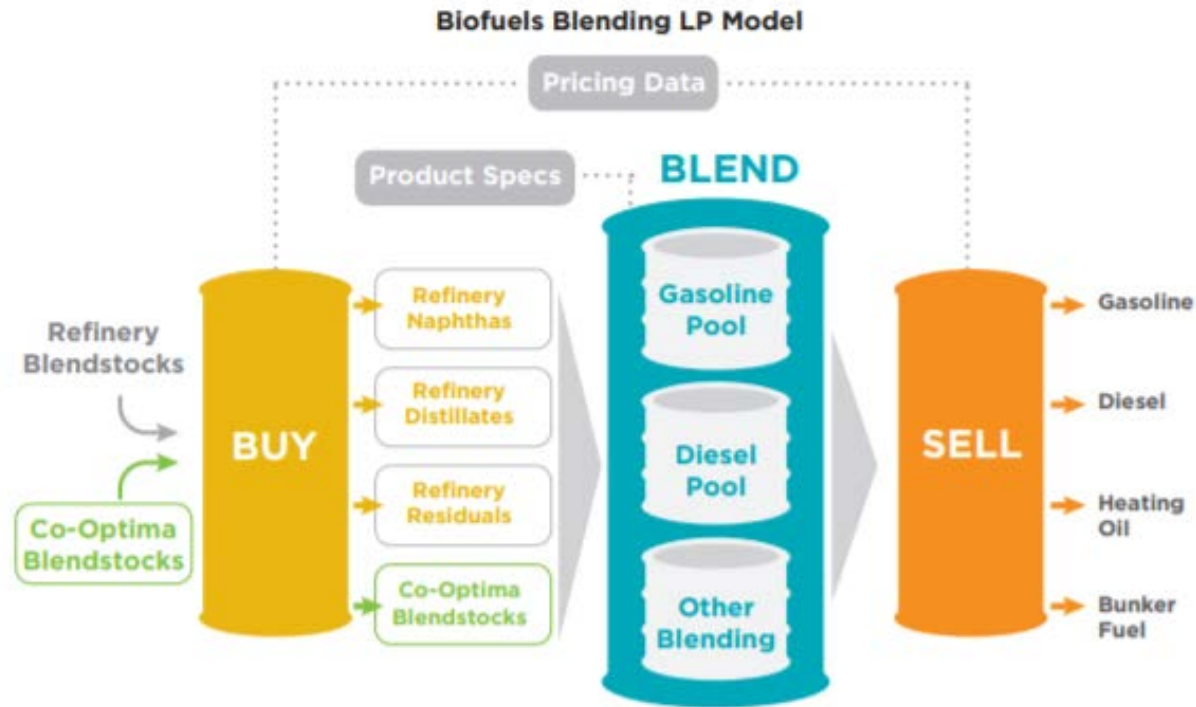 Biofuels Blending LP Model
Pricing Data
Product Specs
BLEND
Refinery
Blendstocks
Co-Optima
Blendstocks
BUY
Refinery
Naphthas
Refinery
Distillates
Refinery
Residuals
Co-Optima
Blendstocks
Gasoline
Pool
Diesel
Pool
Other
Blending
SELL
Gasoline
Diesel
Heating
Oil
Bunker
Fuel